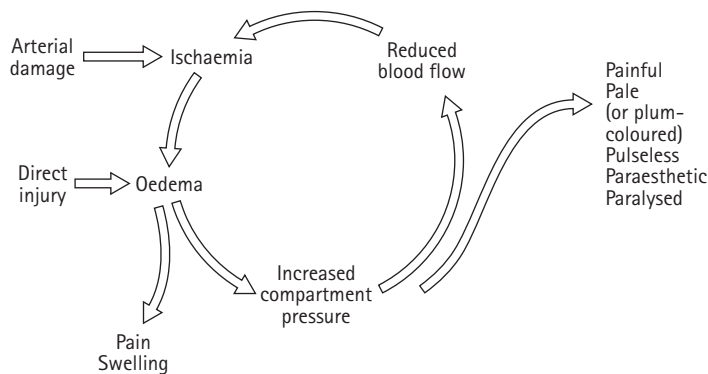 Arterial
damage
Ischaemia
Reduced
blood flow
Painful
Pale
(or plum-
coloured)
Pulseless
Paraesthetic
Paralysed
Direct
injury
Oedema
Increased
compartment
pressure
Pain
Swelling